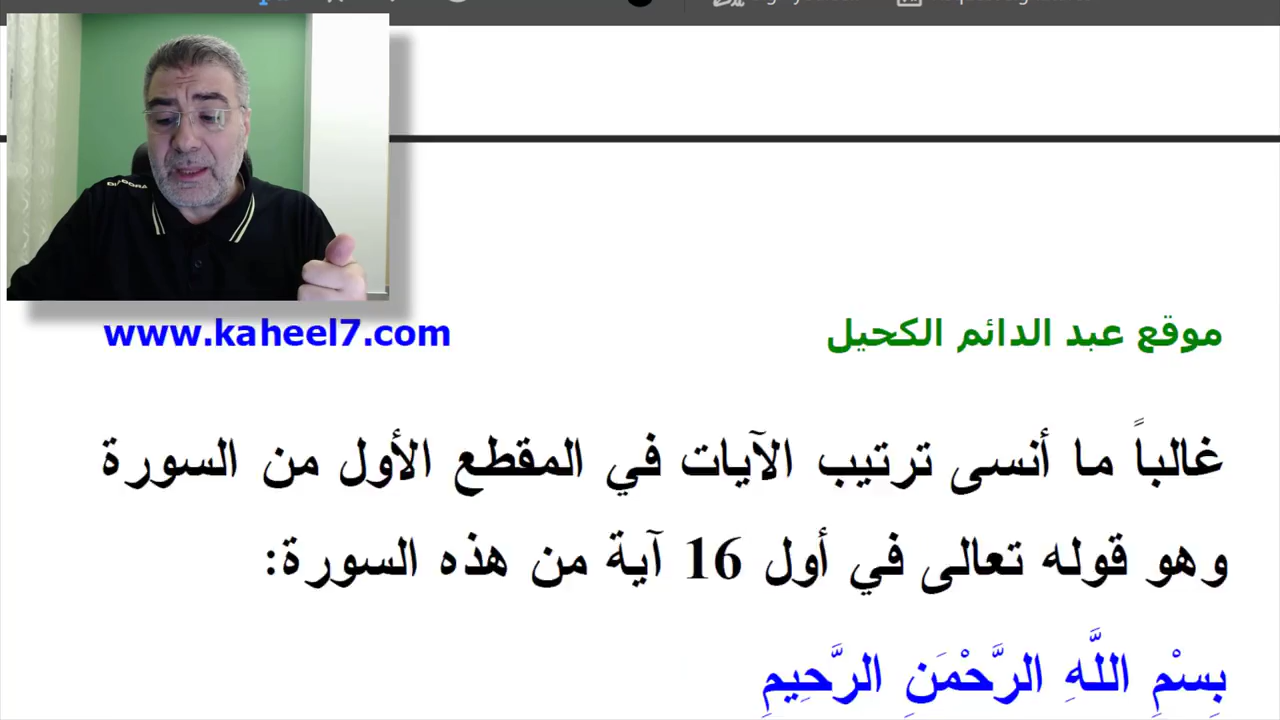 DIADORA
موقع عبد الدائم الكحيل www.kaheel7.com
غالباً ما أنسى ترتيب الآيات في المقطع الأول من السورة
وهو قوله تعالى في أول 16 آية من هذه السورة:
بِسْمِ اللَّهِ الرَّحْمَنِ الرَّحِيمِ